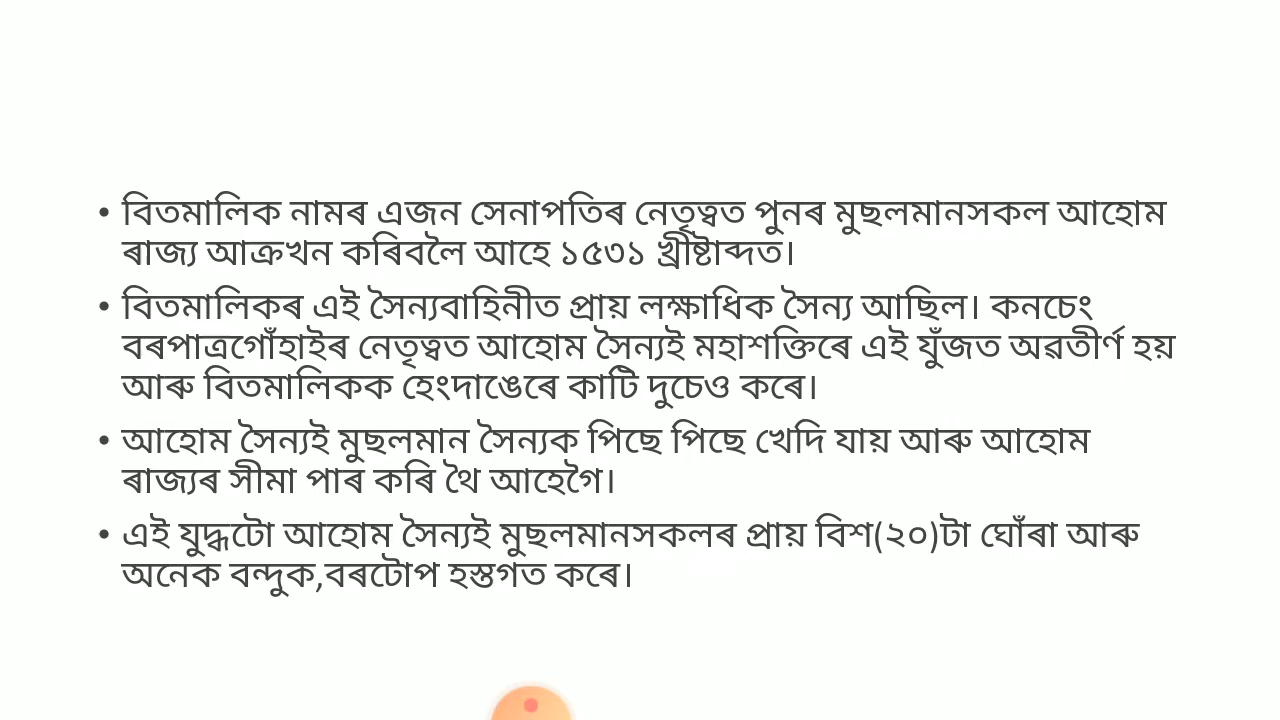 • বিতমালিক নামৰ এজন সেনাপতিৰ নেতৃত্বত পুনৰ মুছলমানসকল আহোম
ৰাজ্য আক্ৰখন কৰিবলৈ আহে ১৫৩১ খ্ৰীষ্টাব্দত।
• বিতমালিকৰ এই সৈন্যবাহিনীত প্ৰায় লক্ষাধিক সৈন্য আছিল। কনচেং
বৰপাত্ৰগোঁহাইৰ নেতৃত্বত আহোম সৈন্যই মহাশক্তিৰে এই যুঁজত অৱতীৰ্ণ হয়
আৰু বিতমালিকক হেংদাঙেৰে কাটি দুচেও কৰে।
• আহোম সৈন্যই মুছলমান সৈন্যক পিছে পিছে খেদি যায় আৰু আহোম
ৰাজ্যৰ সীমা পাৰ কৰি থৈ আহেগৈ।
• এই যুদ্ধটো আহোম সৈন্যই মুছলমানসকলৰ প্ৰায় বিশ(২০)টা ঘোঁৰা আৰু
অনেক বন্দুক,বৰটোপ হস্তগত কৰে।